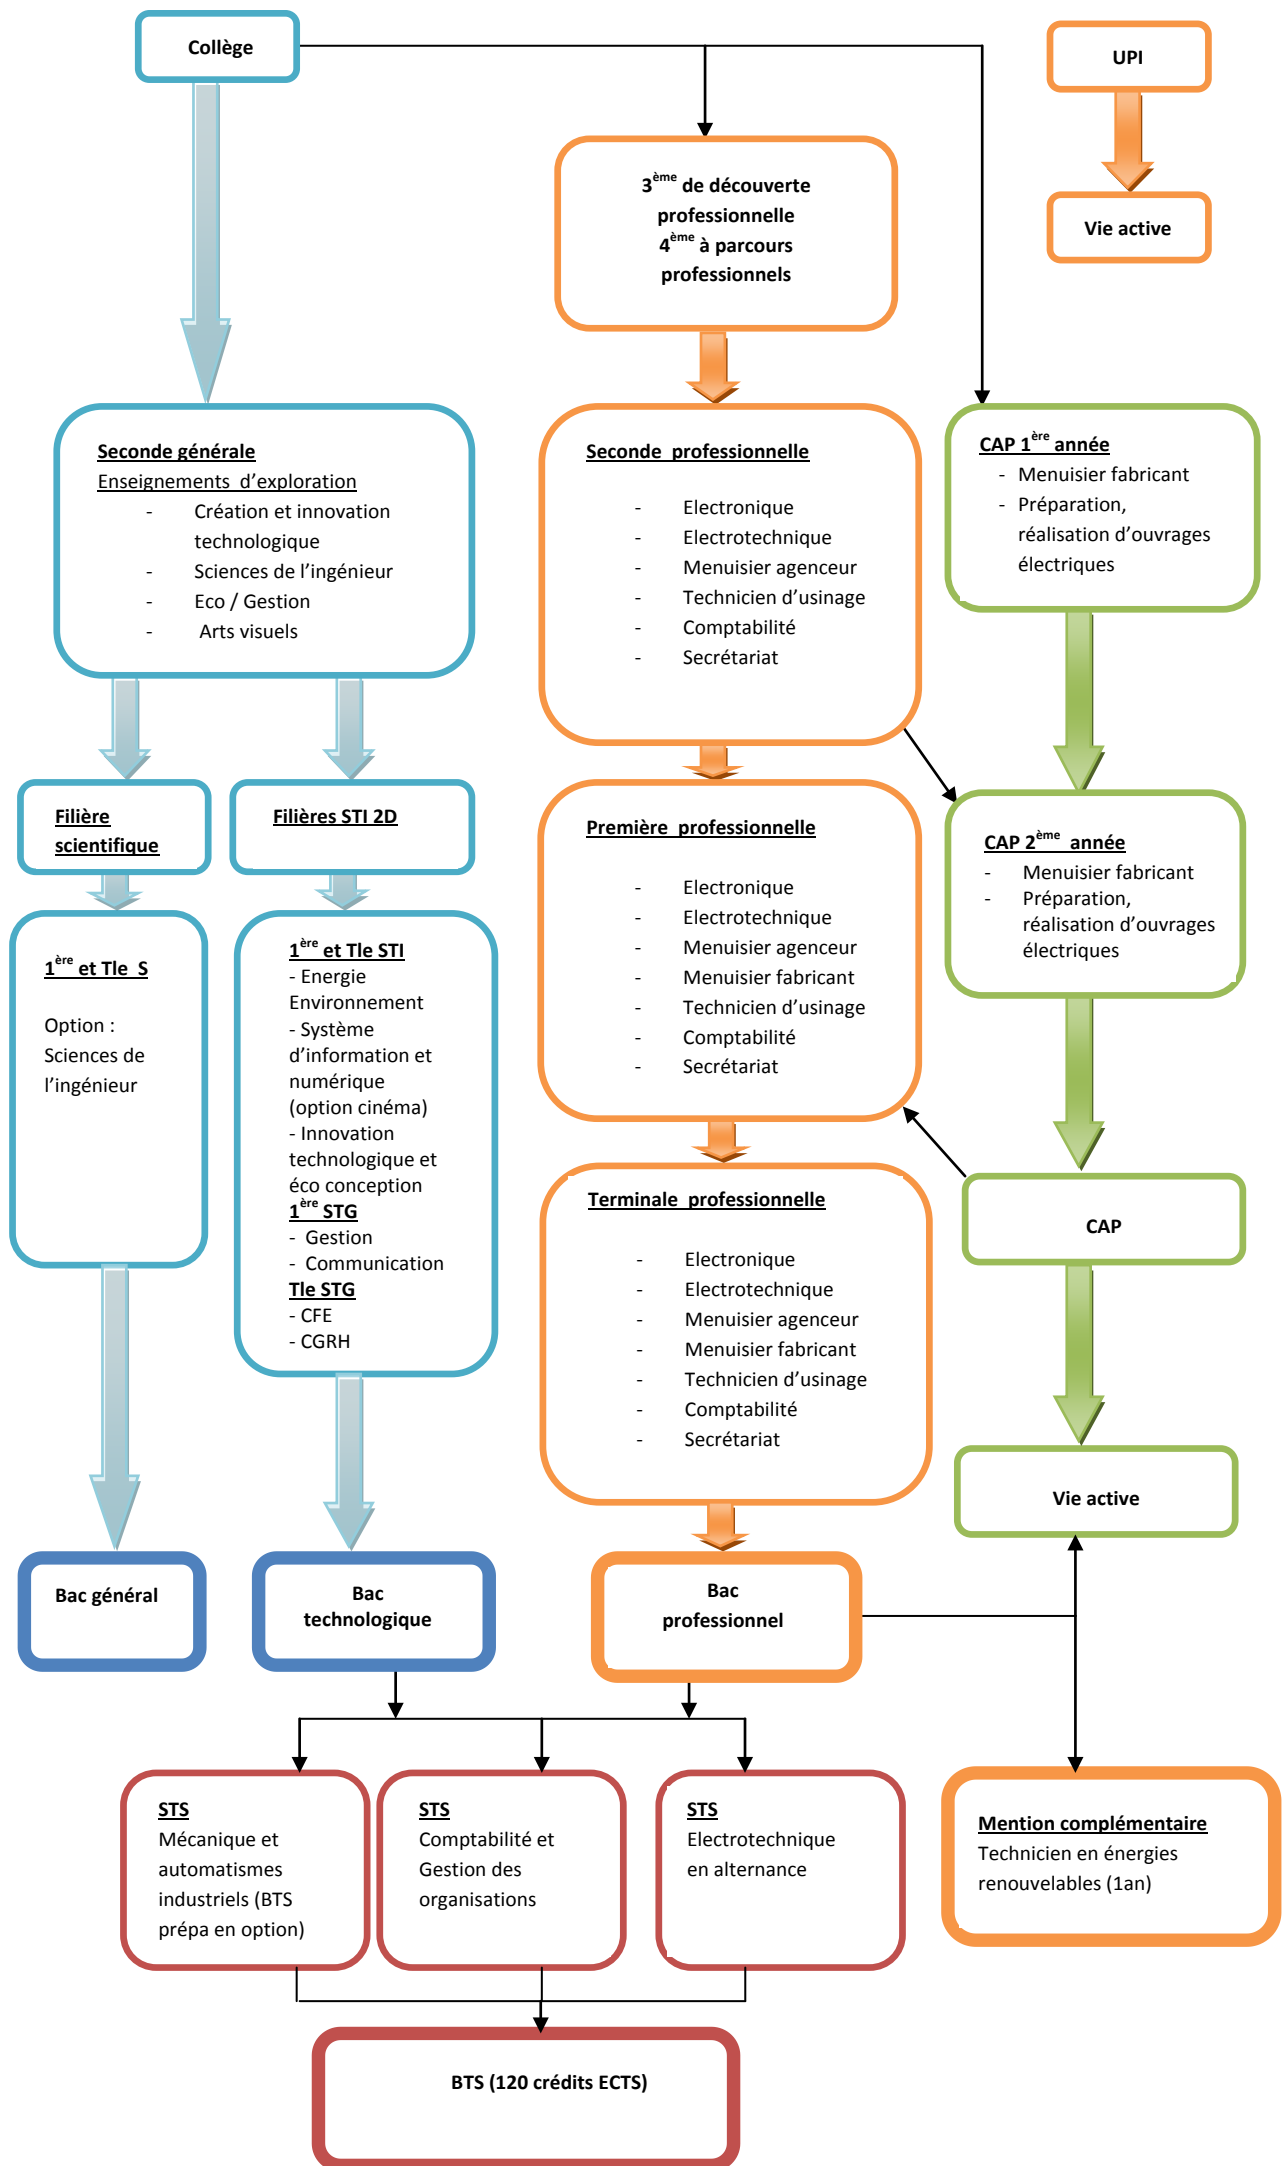 Collège
UPI
3ème de découverte
professionnelle
4ème à parcours
professionnels
Vie active
Seconde générale
Enseignements d’exploration
- Création et innovation
technologique
- Sciences de l’ingénieur
- Eco / Gestion
- Arts visuels
Seconde professionnelle
- Electronique
- Electrotechnique
- Menuisier agenceur
- Technicien d’usinage
- Comptabilité
- Secrétariat
CAP 1ère année
- Menuisier fabricant
- Préparation,
réalisation d’ouvrages
électriques
Filière
scientifique
Filières STI 2D
Première professionnelle
- Electronique
- Electrotechnique
- Menuisier agenceur
- Menuisier fabricant
- Technicien d’usinage
- Comptabilité
- Secrétariat
CAP 2ème année
- Menuisier fabricant
- Préparation,
réalisation d’ouvrages
électriques
1ère et Tle S
Option :
Sciences de
l’ingénieur
1ère et Tle STI
- Energie
Environnement
- Système
d’information et
numérique
(option cinéma)
- Innovation
technologique et
éco conception
1ère STG
- Gestion
- Communication
Tle STG
- CFE
- CGRH
Terminale professionnelle
- Electronique
- Electrotechnique
- Menuisier agenceur
- Menuisier fabricant
- Technicien d’usinage
- Comptabilité
- Secrétariat
CAP
Vie active
Bac général
Bac
technologique
Bac
professionnel
STS
Mécanique et
automatismes
industriels (BTS
prépa en option)
STS
Comptabilité et
Gestion des
organisations
STS
Electrotechnique
en alternance
Mention complémentaire
Technicien en énergies
renouvelables (1an)
BTS (120 crédits ECTS)